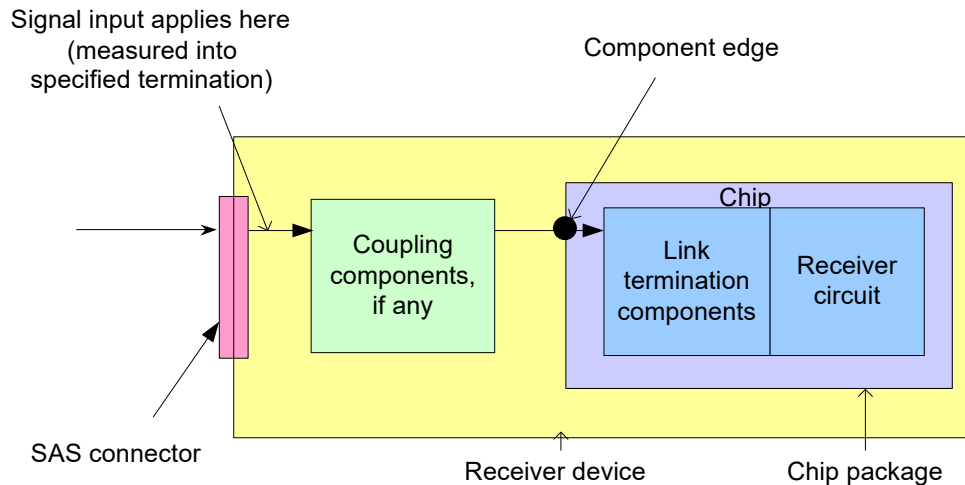 Signal input applies here
(measured into
specified termination)
Component edge
Chip
Coupling
components,
if any
Link
termination
components
Receiver
circuit
SAS connector
Receiver device
Chip package